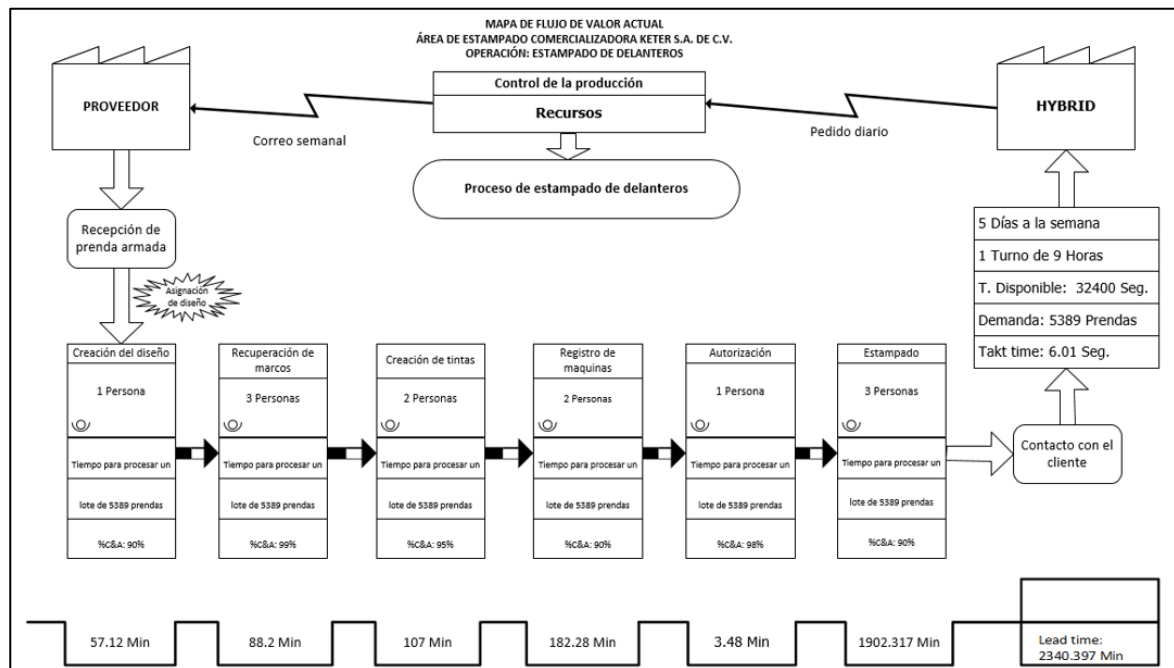 MAPA DE FLUJO DE VALOR ACTUAL
ÁREA DE ESTAMPADO COMERCIALIZADORA KETER S.A. DE C.V.
OPERACIÓN: ESTAMPADO DE DELANTEROS
PROVEEDOR
Correo semanal
Control de la producción
Recursos
Pedido diario
HYBRID
Proceso de estampado de delanteros
Recepción de
prenda armada
Asignación
de diseño
5 Días a la semana
1 Turno de 9 Horas
T. Disponible: 32400 Seg.
Demanda: 5389 Prendas
Takt time: 6.01 Seg.
Contacto con el
cliente
Creación del diseño
1 Persona
Tiempo para procesar un
lote de 5389 prendas
%C&A: 90%
Recuperación de
marcos
3 Personas
Tiempo para procesar un
lote de 5389 prendas
%C&A: 99%
Creación de tintas
2 Personas
Tiempo para procesar un
lote de 5389 prendas
%C&A: 95%
Registro de
maquinas
2 Personas
Tiempo para procesar un
lote de 5389 prendas
%C&A: 90%
Autorización
1 Persona
Tiempo para procesar un
lote de 5389 prendas
%C&A: 98%
Estampado
3 Personas
Tiempo para procesar un
lote de 5389 prendas
%C&A: 90%
57.12 Min
88.2 Min
107 Min
182.28 Min
3.48 Min
1902.317 Min
Lead time:
2340.397 Min